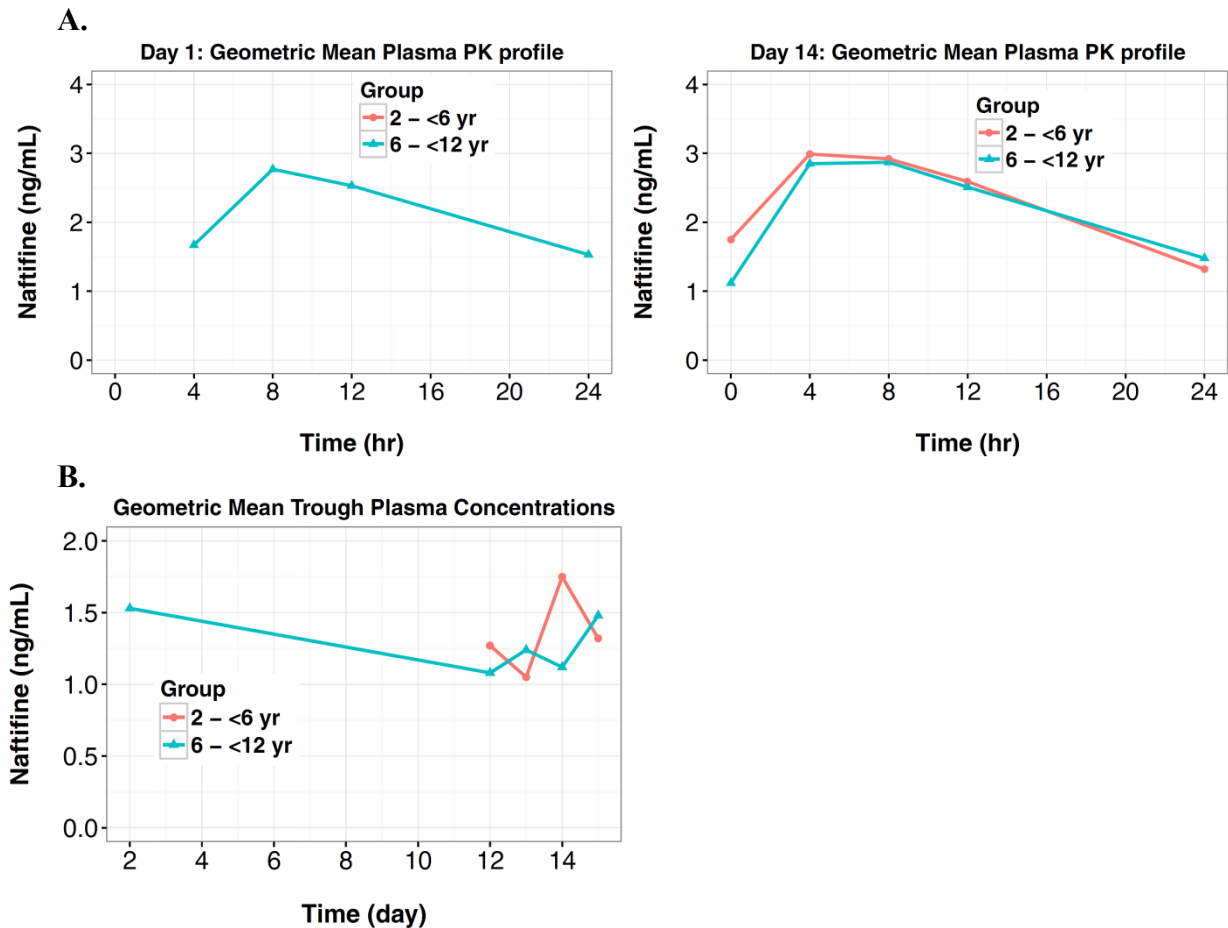 A.
Day 1: Geometric Mean Plasma PK profile
Naftifine (ng/mL)
4
3
2
1
0
Group
2 – <6 yr
6 – <12 yr
0 4 8 12 16 20 24
Time (hr)
Day 14: Geometric Mean Plasma PK profile
Naftifine (ng/mL)
4
3
2
1
0
Group
2 – <6 yr
6 – <12 yr
0 4 8 12 16 20 24
Time (hr)
B.
Geometric Mean Trough Plasma Concentrations
Naftifine (ng/mL)
2.0
1.5
1.0
0.5
0.0
Group
2 – <6 yr
6 – <12 yr
2 4 6 8 10 12 14
Time (day)